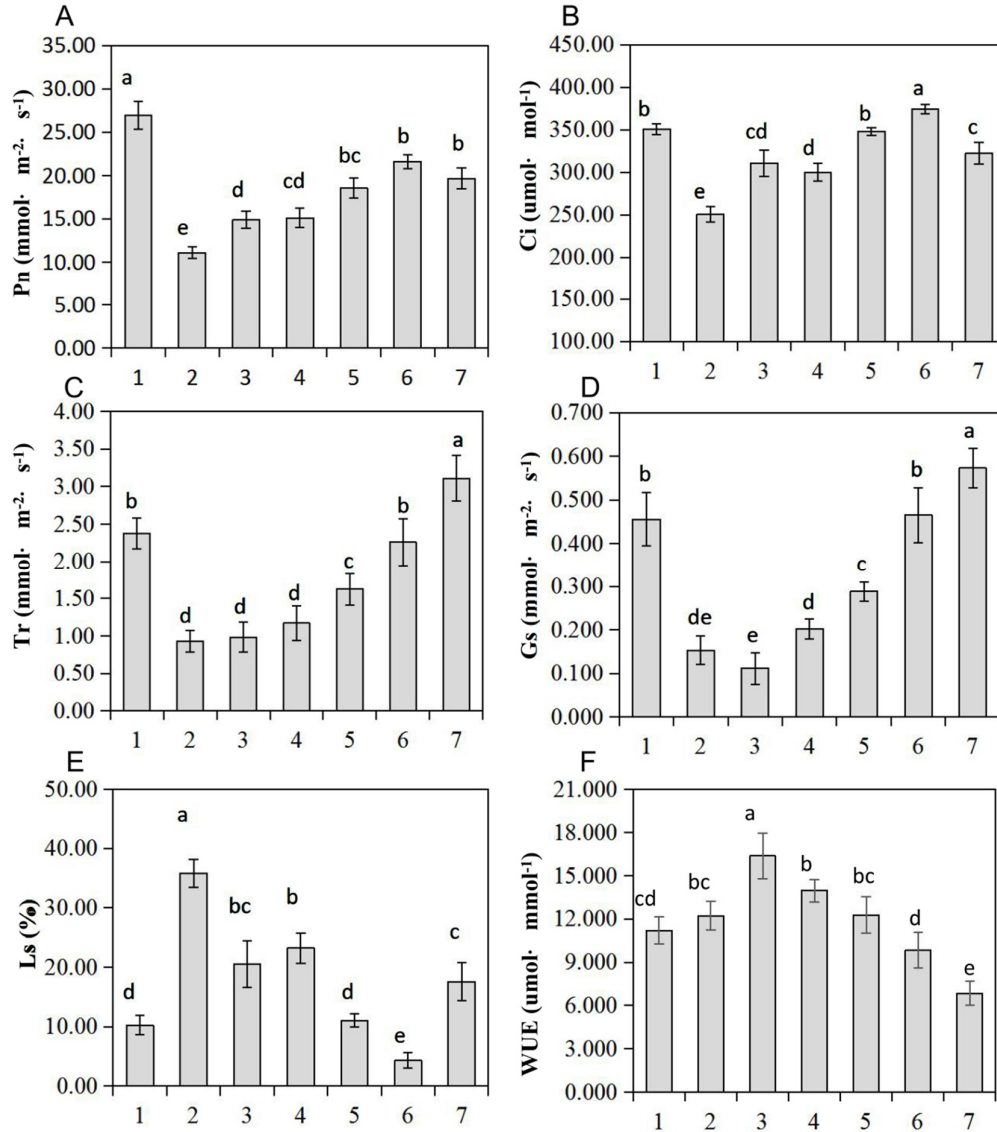 A
35.00
30.00
25.00
20.00
15.00
10.00
5.00
0.00
Pn (mmol· m⁻²· s⁻¹)
a
e
d
cd
bc
b
b
1 2 3 4 5 6 7
B
450.00
400.00
350.00
300.00
250.00
200.00
150.00
100.00
Ci (umol· mol⁻¹)
b
e
cd
d
b
a
c
1 2 3 4 5 6 7
C
4.00
3.50
3.00
2.50
2.00
1.50
1.00
0.50
0.00
Tr (mmol· m⁻²· s⁻¹)
b
d
d
d
c
b
a
1 2 3 4 5 6 7
D
0.700
0.600
0.500
0.400
0.300
0.200
0.100
0.000
Gs (mmol· m⁻²· s⁻¹)
b
de
e
d
c
b
a
1 2 3 4 5 6 7
E
50.00
40.00
30.00
20.00
10.00
0.00
Ls (%)
d
a
bc
b
d
e
c
1 2 3 4 5 6 7
F
21.000
18.000
15.000
12.000
9.000
6.000
3.000
0.000
WUE (umol· mmol⁻¹)
cd
bc
a
b
bc
d
e
1 2 3 4 5 6 7